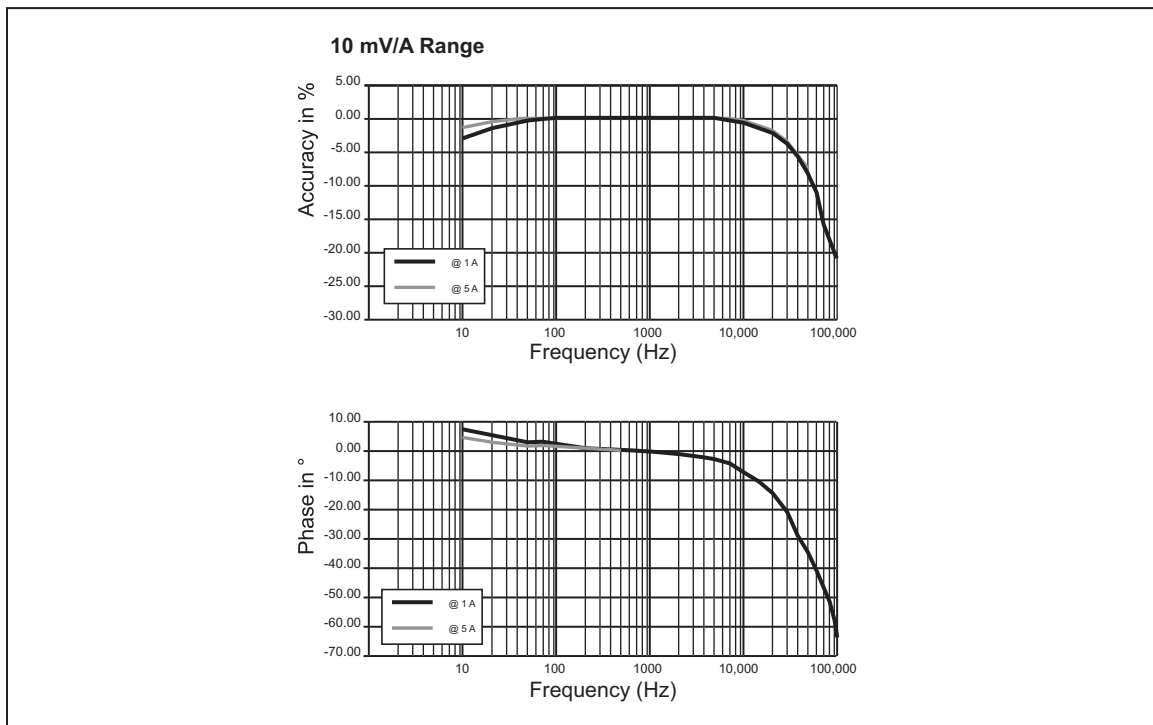 10 mV/A Range
Accuracy in %
5.00
0.00
-5.00
-10.00
-15.00
-20.00
-25.00
-30.00
@ 1 A
@ 5 A
10 100 1000 10,000 100,000
Frequency (Hz)
Phase in °
10.00
0.00
-10.00
-20.00
-30.00
-40.00
-50.00
-60.00
-70.00
@ 1 A
@ 5 A
10 100 1000 10,000 100,000
Frequency (Hz)